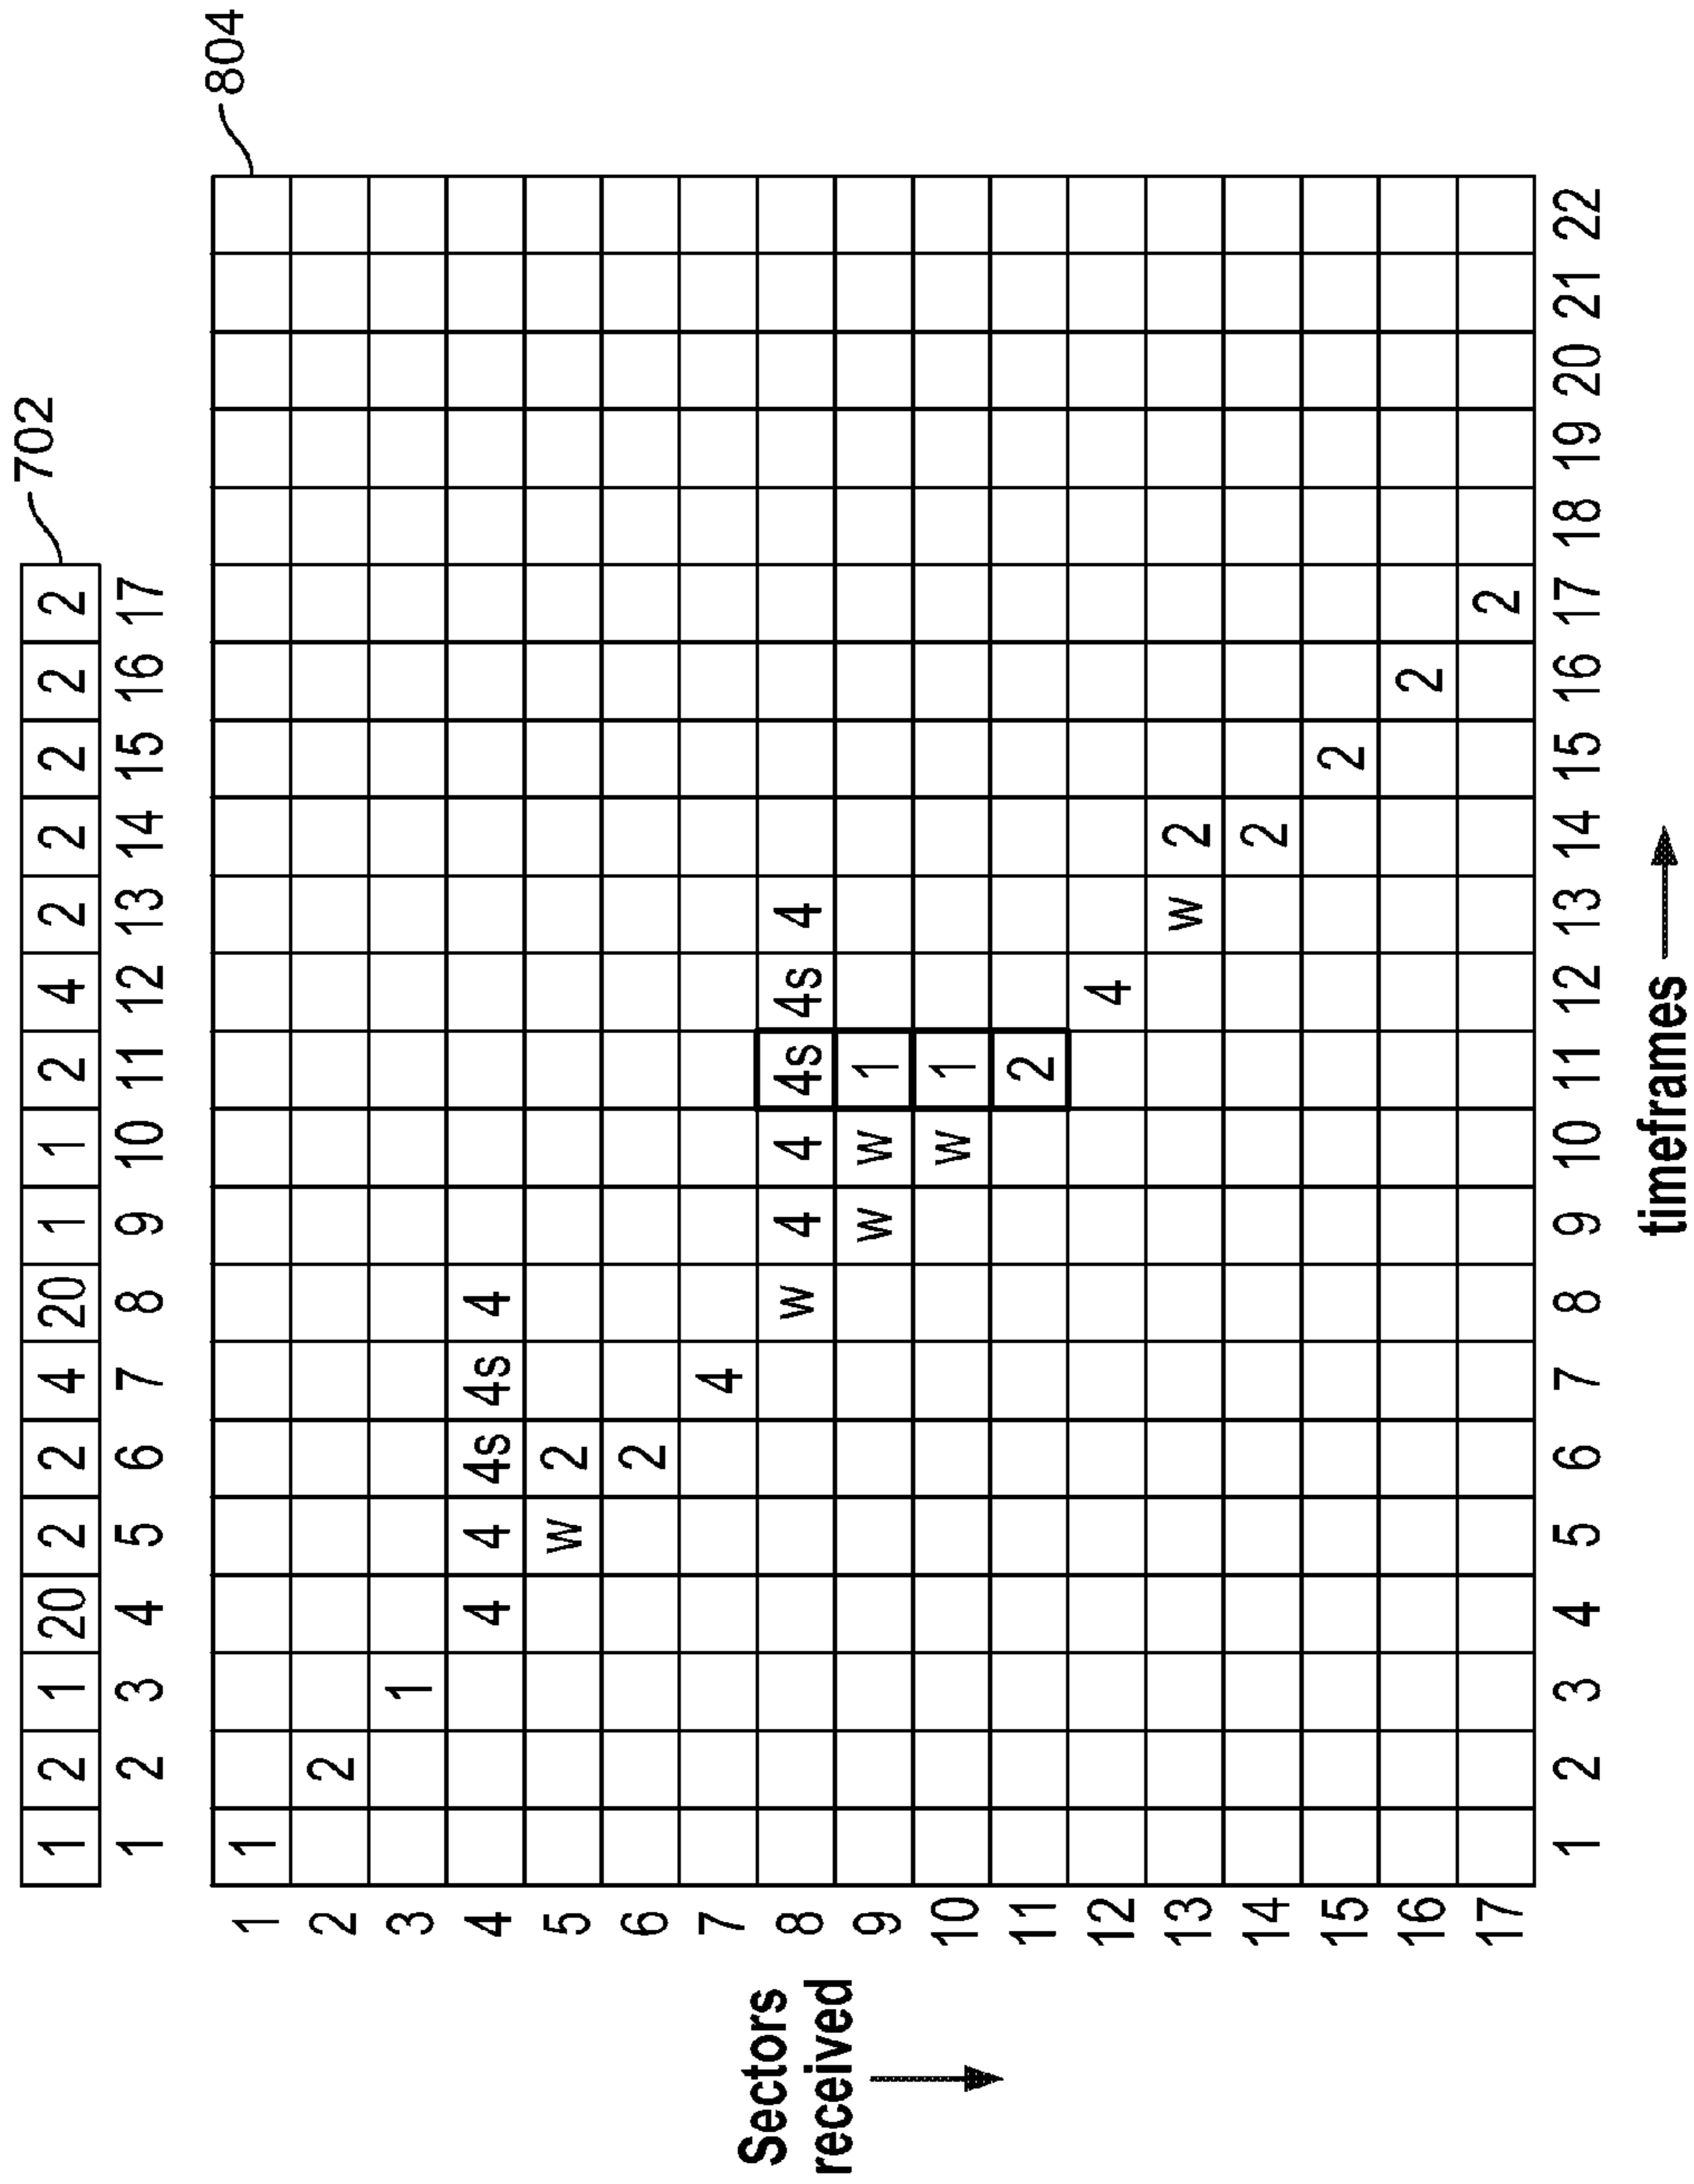 702
1 2 1 20 2 2 4 20 1 1 2 4 2 2 2 2 2
1 2 3 4 5 6 7 8 9 10 11 12 13 14 15 16 17
804
Sectors
received
1 1
2 2
3 1
4 4 4 4s 4s 4
5 w 2
6 2
7 4
8 w 4 4 4s 4s 4
9 w w 1
10 w 1
11 2
12 4
13 w 2
14 2
15 2
16 2
17 2
1 2 3 4 5 6 7 8 9 10 11 12 13 14 15 16 17 18 19 20 21 22
timeframes